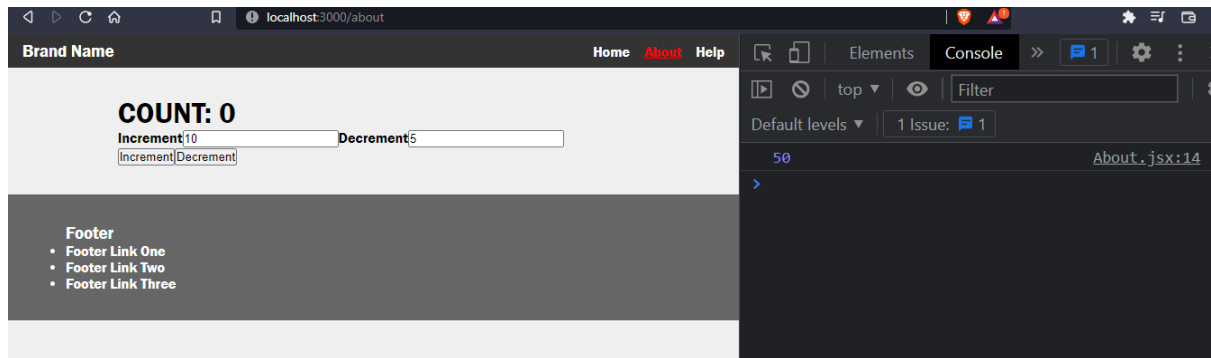 localhost:3000/about
1
Brand Name
Home About Help
Elements Console » 1
top ▼ Filter
Default levels ▼ 1 Issue: 1
COUNT: 0
Increment 10 Decrement 5
Increment Decrement
50 About.jsx:14
>
Footer
• Footer Link One
• Footer Link Two
• Footer Link Three